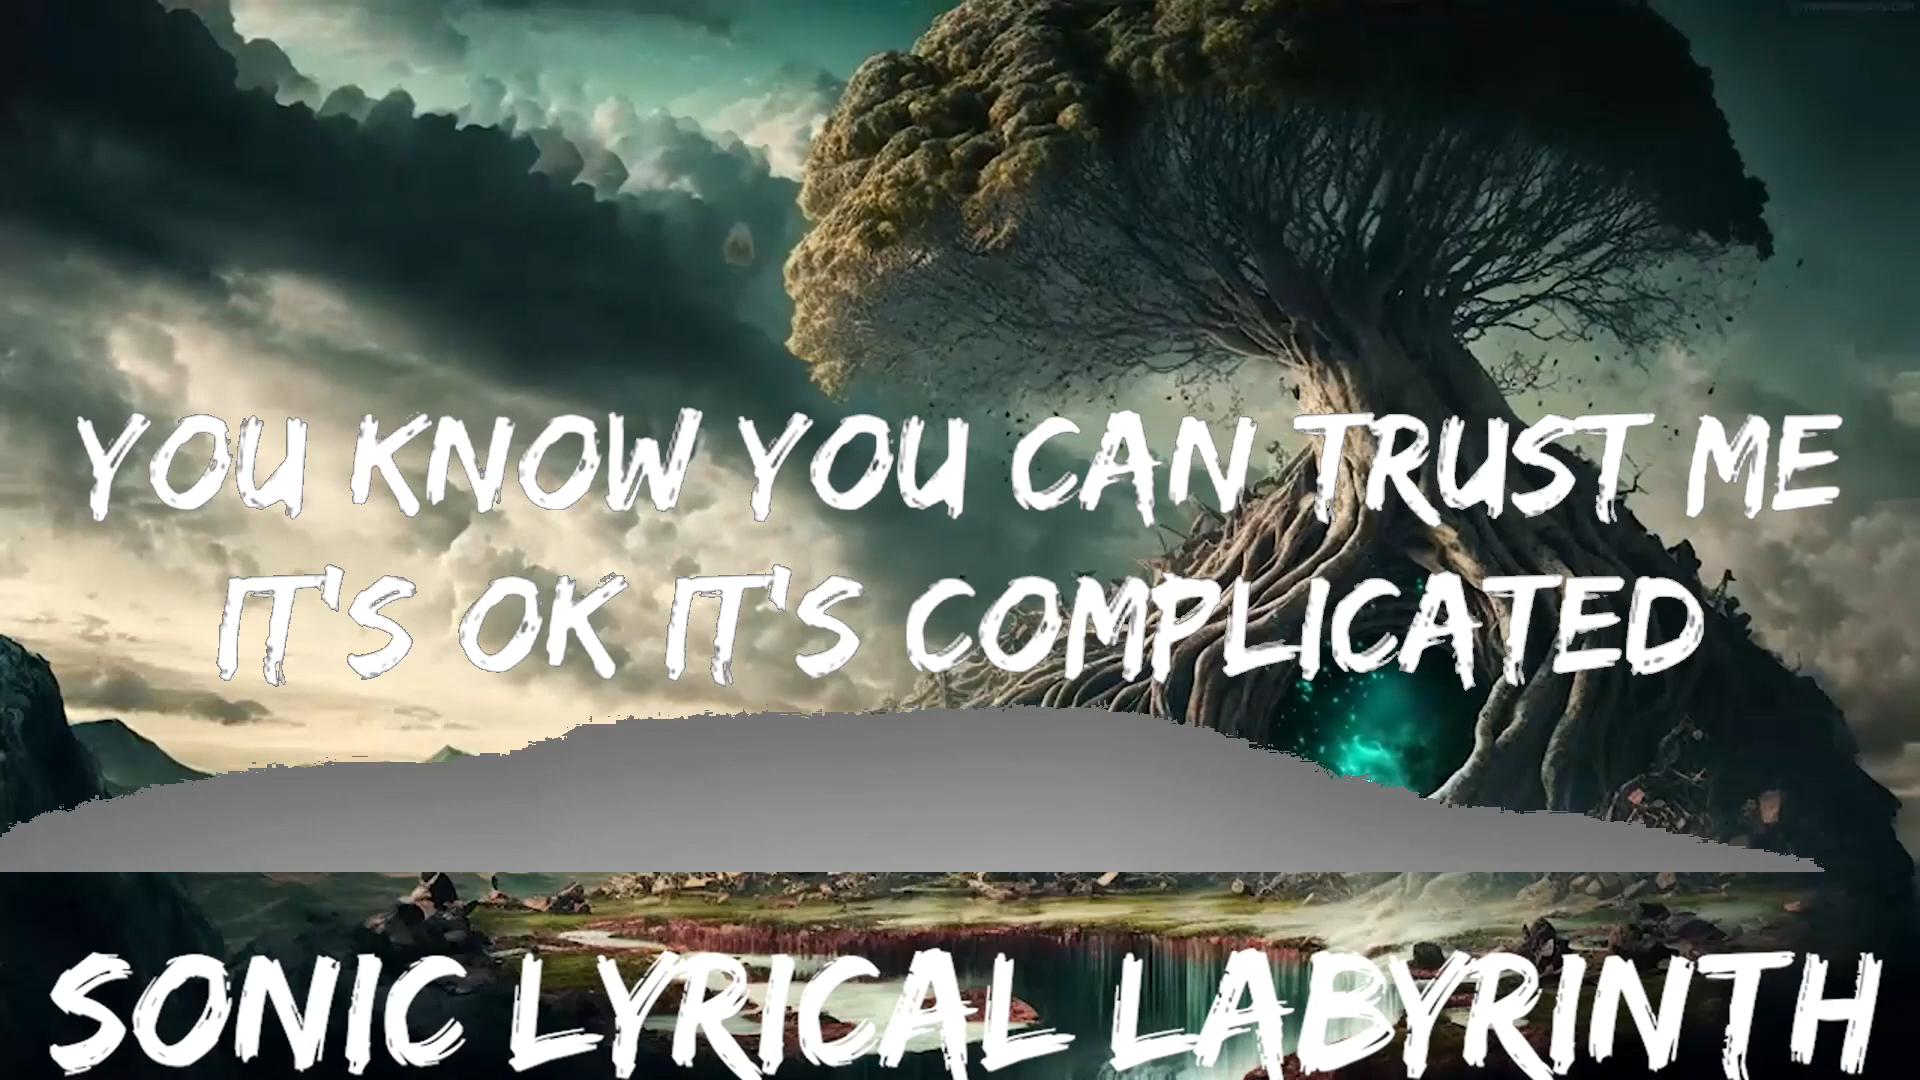 YOU KNOW YOU CAN TRUST ME
IT'S OK IT'S COMPLICATED
SONIC LYRICAL LABYRINTH